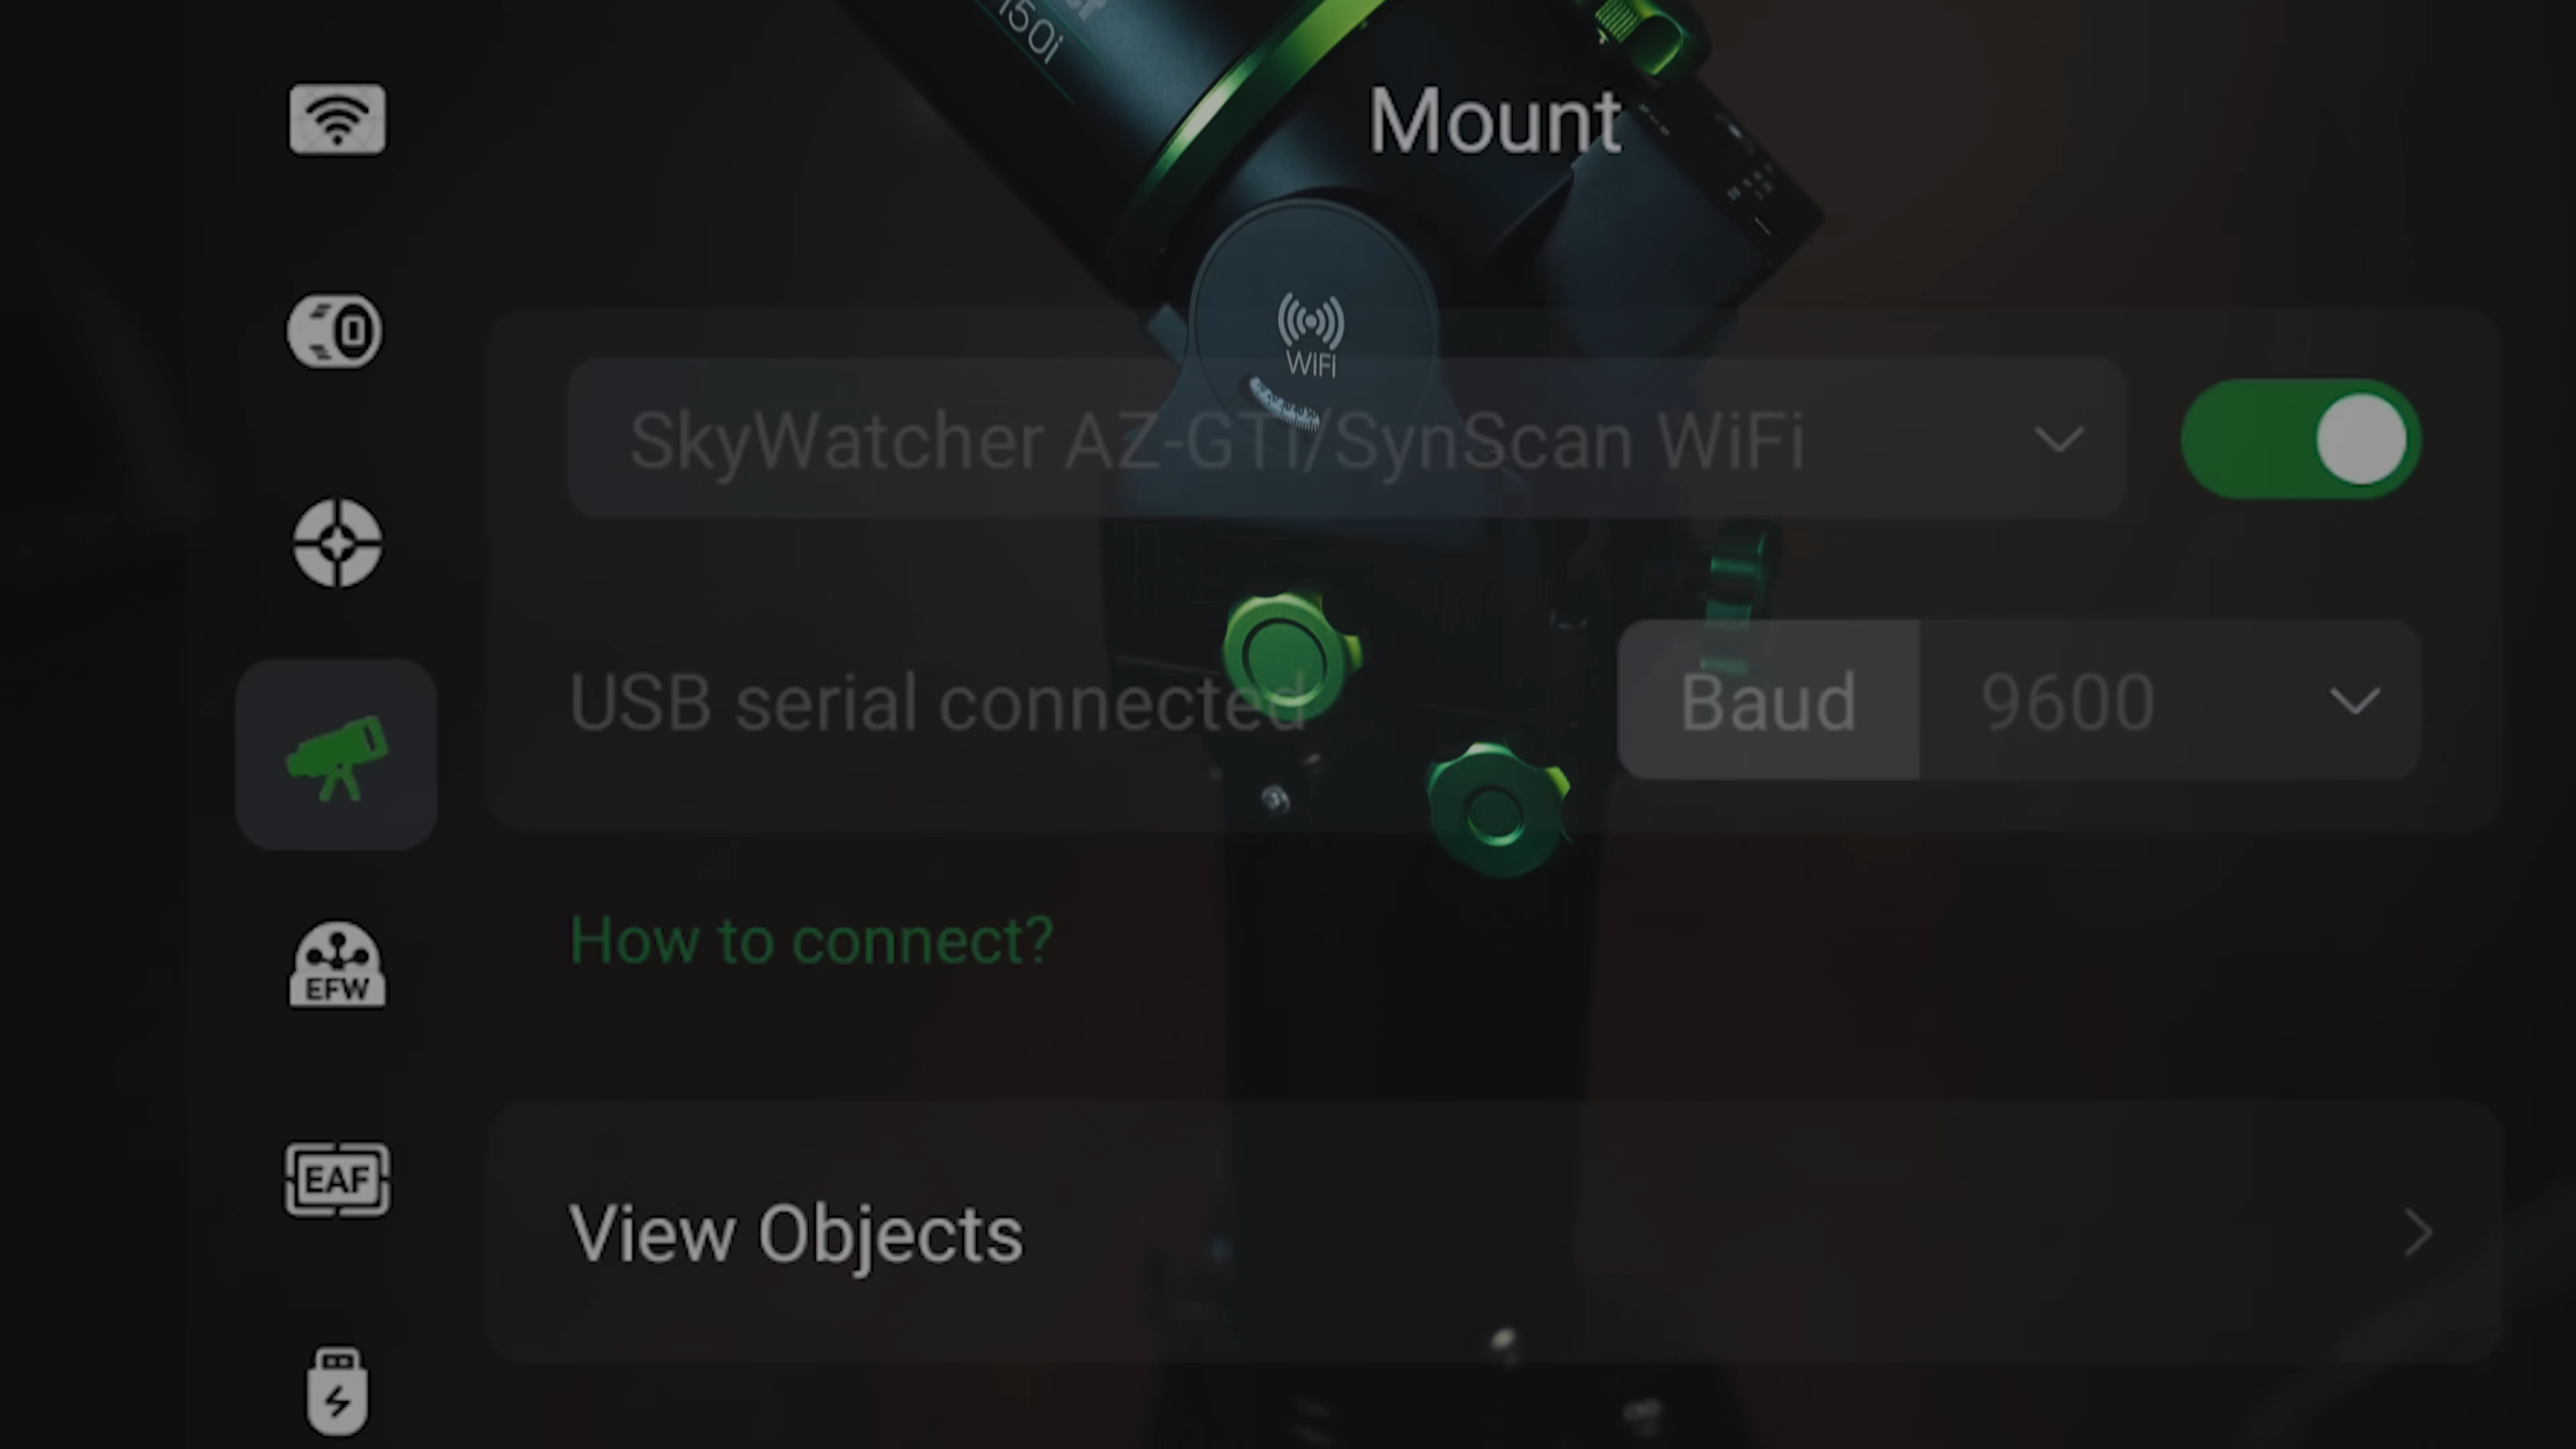 150i
Mount
WiFi
SkyWatcher AZ-GTi/SynScan WiFi
USB serial connected
Baud
9600
How to connect?
EFW
EAF
View Objects